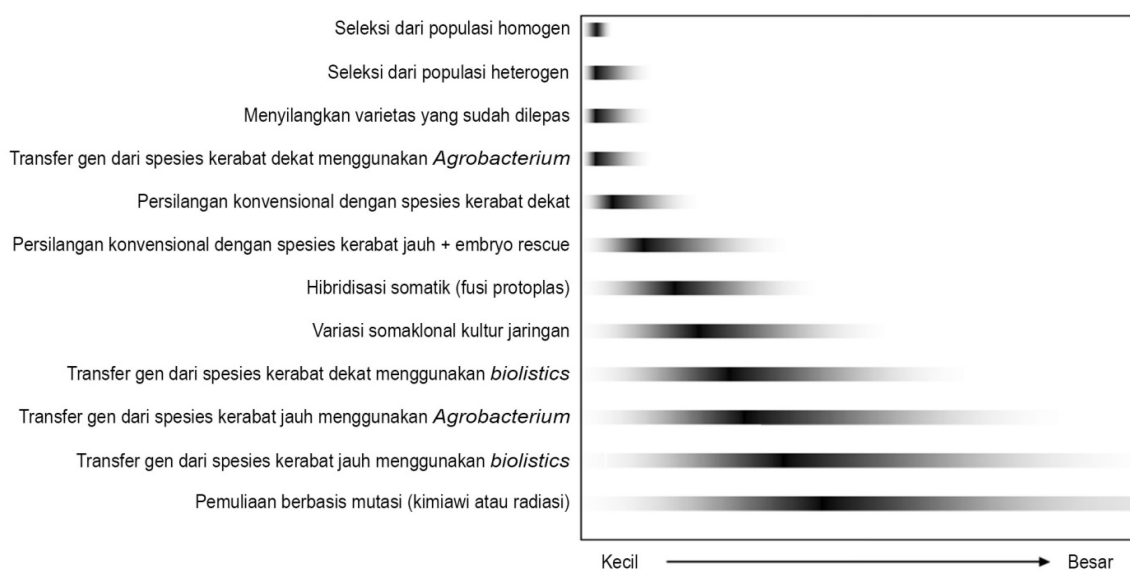 Seleksi dari populasi homogen
Seleksi dari populasi heterogen
Menyilangkan varietas yang sudah dilepas
Transfer gen dari spesies kerabat dekat menggunakan Agrobacterium
Persilangan konvensional dengan spesies kerabat dekat
Persilangan konvensional dengan spesies kerabat jauh + embryo rescue
Hibridisasi somatik (fusi protoplas)
Variasi somaklonal kultur jaringan
Transfer gen dari spesies kerabat dekat menggunakan biolistics
Transfer gen dari spesies kerabat jauh menggunakan Agrobacterium
Transfer gen dari spesies kerabat jauh menggunakan biolistics
Pemuliaan berbasis mutasi (kimiawi atau radiasi)
Kecil Besar